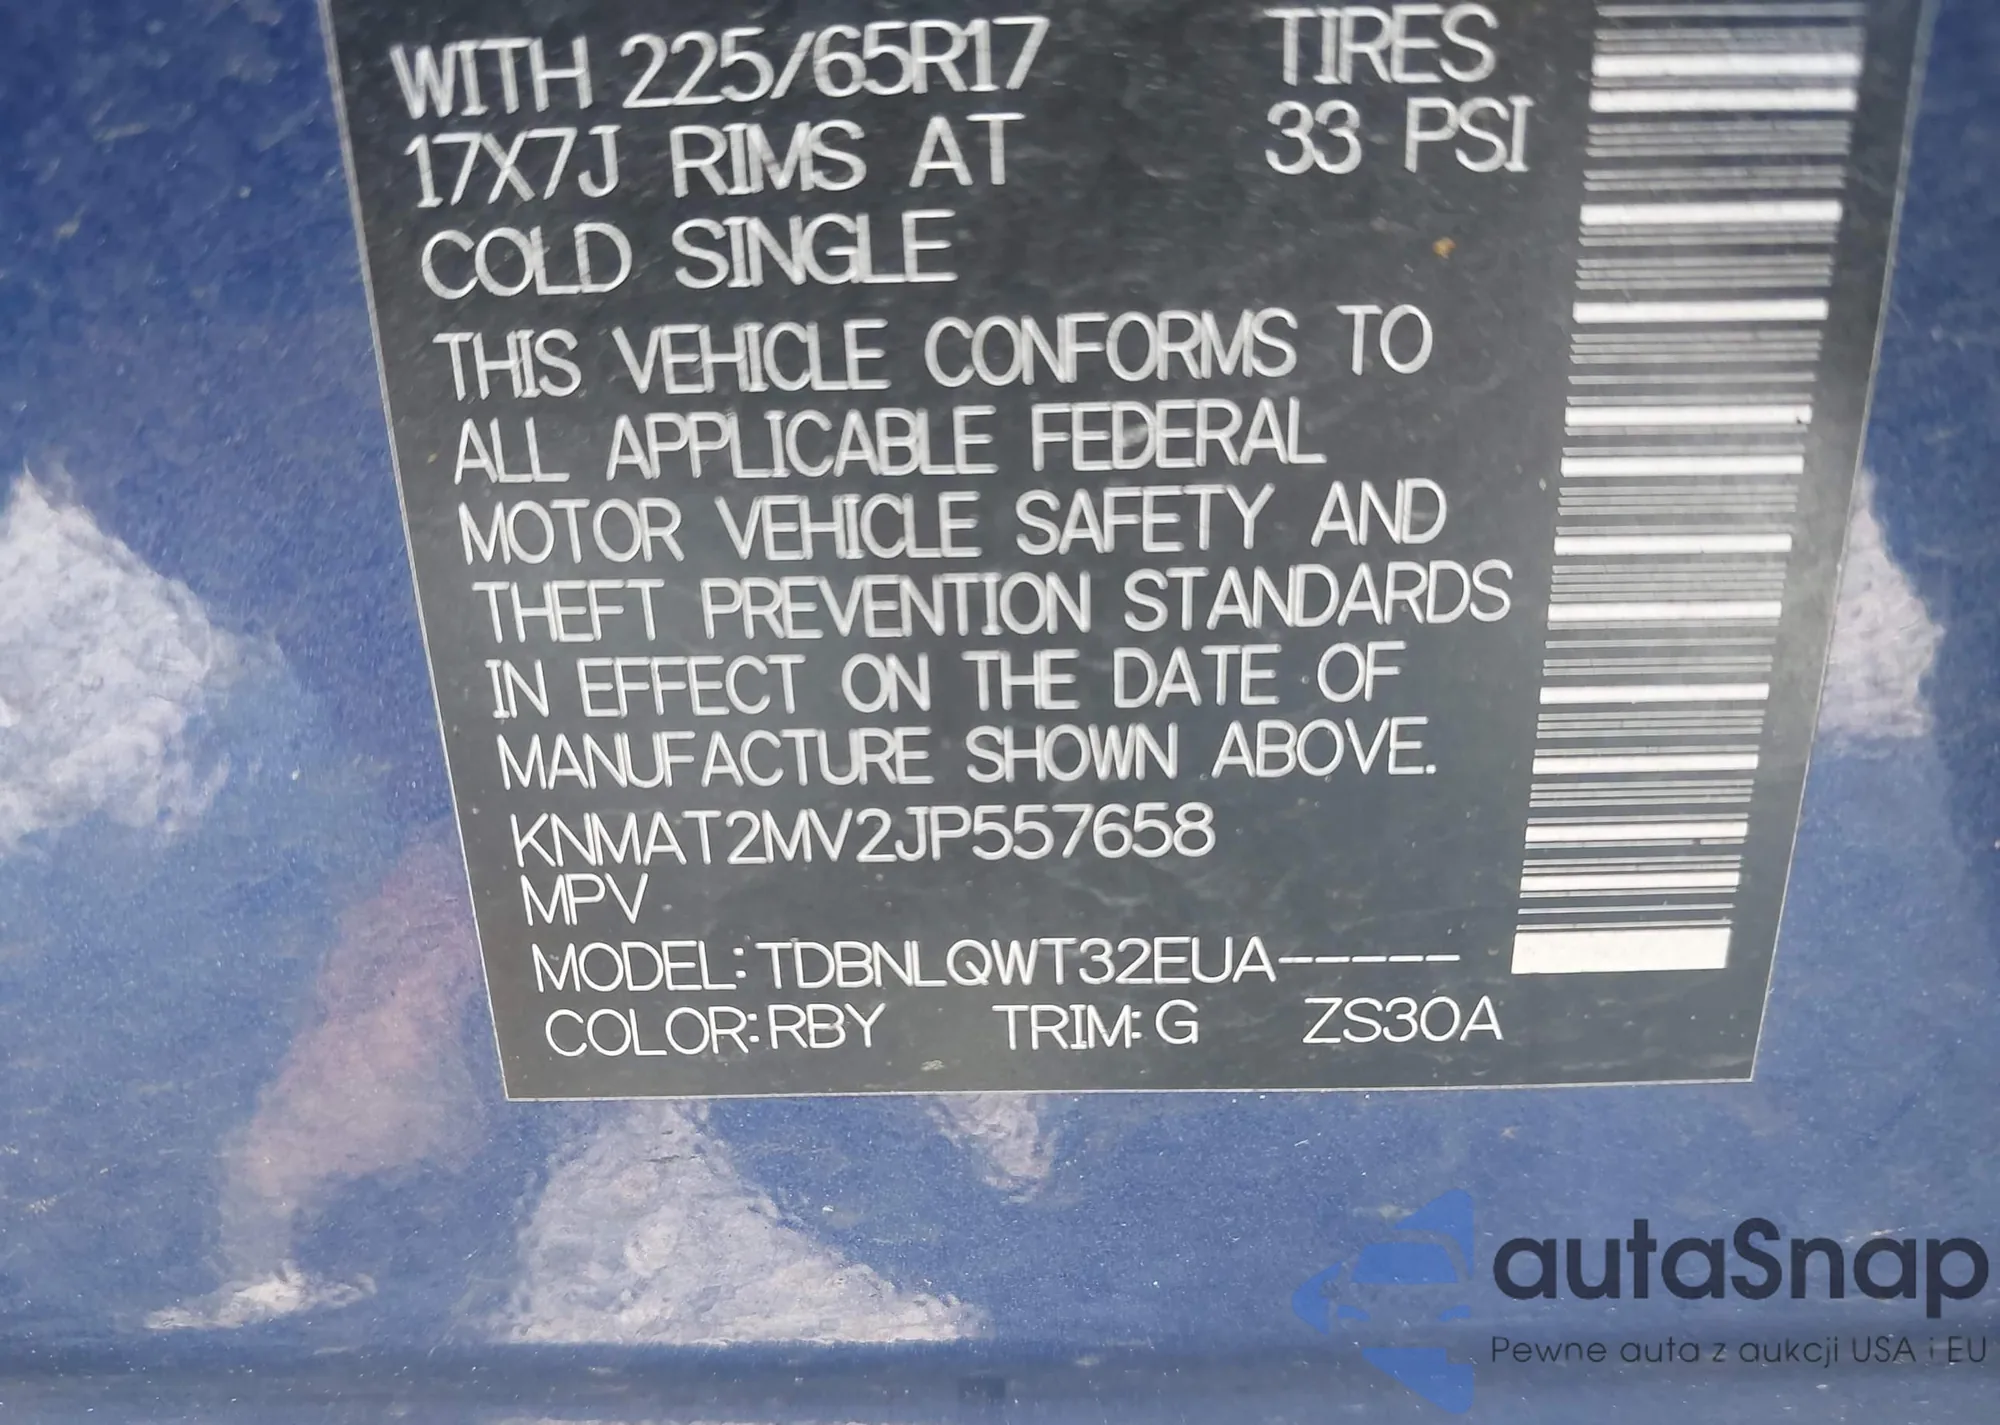 WITH 225/65R17 TIRES
17X7J RIMS AT 33 PSI
COLD SINGLE
THIS VEHICLE CONFORMS TO
ALL APPLICABLE FEDERAL
MOTOR VEHICLE SAFETY AND
THEFT PREVENTION STANDARDS
IN EFFECT ON THE DATE OF
MANUFACTURE SHOWN ABOVE.
KNMAT2MV2JP557658
MPV
MODEL:TDBNLQWT32EUA-----
COLOR:RBY TRIM:G ZS30A
autaSnap
Pewne auta z aukcji USA i EU